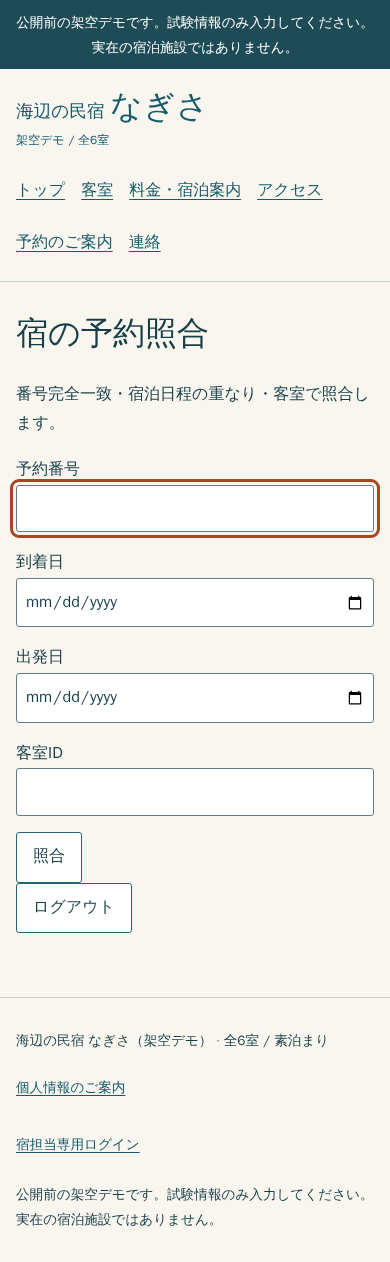 公開前の架空デモです。試験情報のみ入力してください。
実在の宿泊施設ではありません。
海辺の民宿 なぎさ
架空デモ / 全6室
トップ 客室 料金・宿泊案内 アクセス
予約のご案内 連絡
宿の予約照合
番号完全一致・宿泊日程の重なり・客室で照合し
ます。
予約番号
到着日
mm/dd/yyyy
出発日
mm/dd/yyyy
客室ID
照合
ログアウト
海辺の民宿 なぎさ（架空デモ） · 全6室 / 素泊まり
個人情報のご案内
宿担当専用ログイン
公開前の架空デモです。試験情報のみ入力してください。
実在の宿泊施設ではありません。